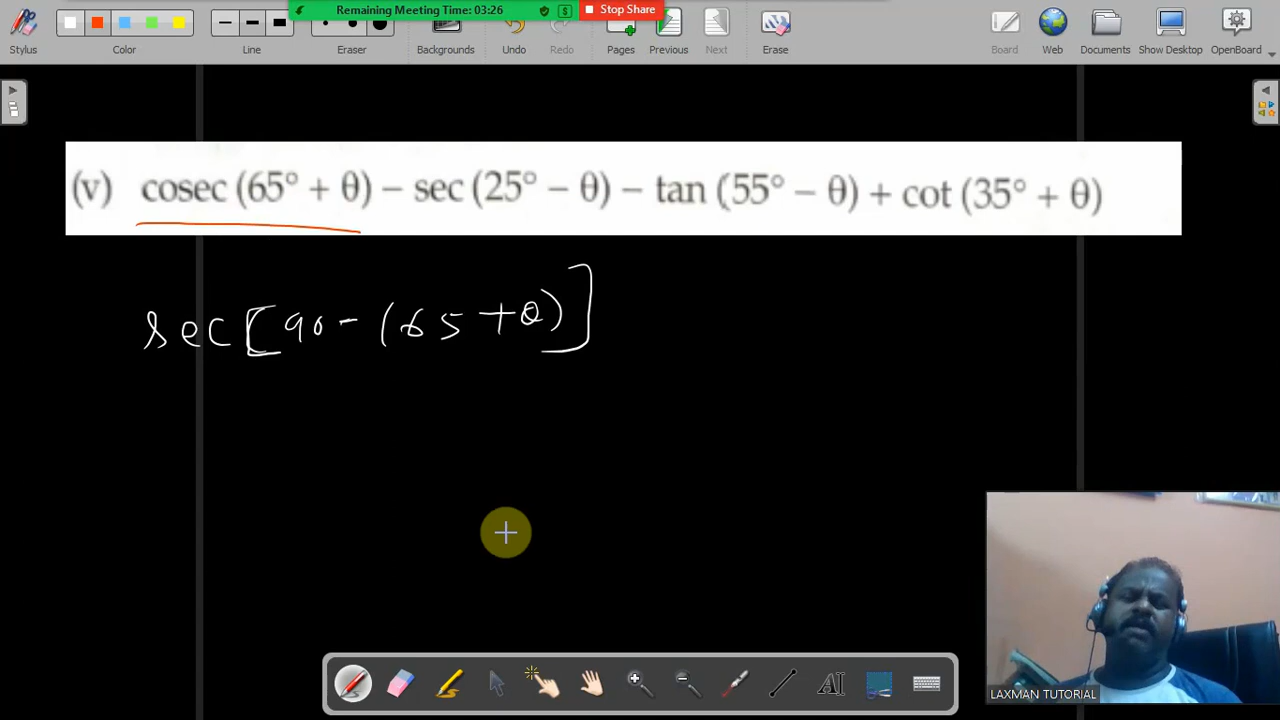 Remaining Meeting Time: 03:26 $ Stop Share
Stylus Color Line Eraser Backgrounds Undo Redo Pages Previous Next Erase Board Web Documents Show Desktop OpenBoard
(v) cosec (65° + θ) – sec (25° – θ) – tan (55° – θ) + cot (35° + θ)
sec [90 - (65 + θ)]
AI
LAXMAN TUTORIAL